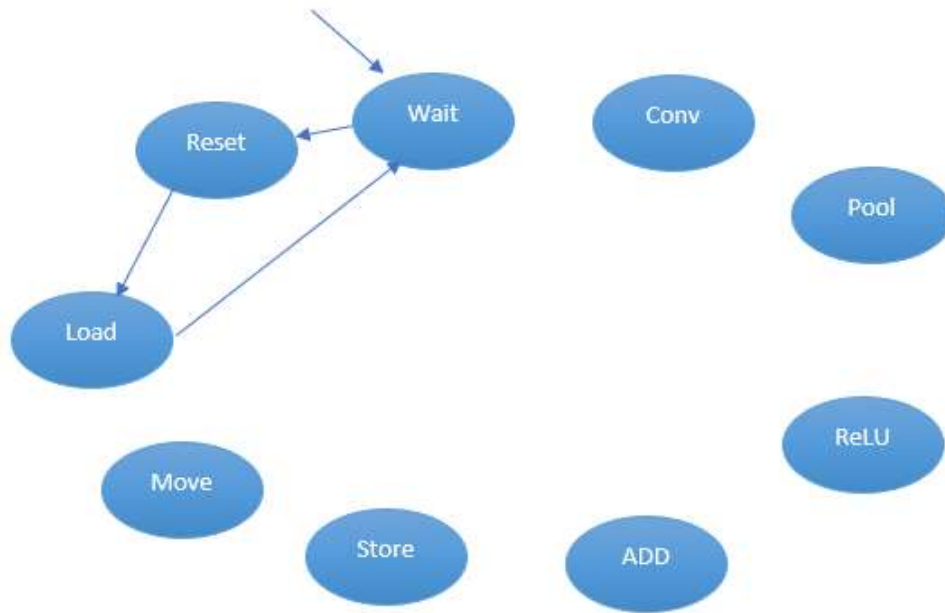 Wait
Conv
Reset
Pool
Load
ReLU
Move
Store
ADD